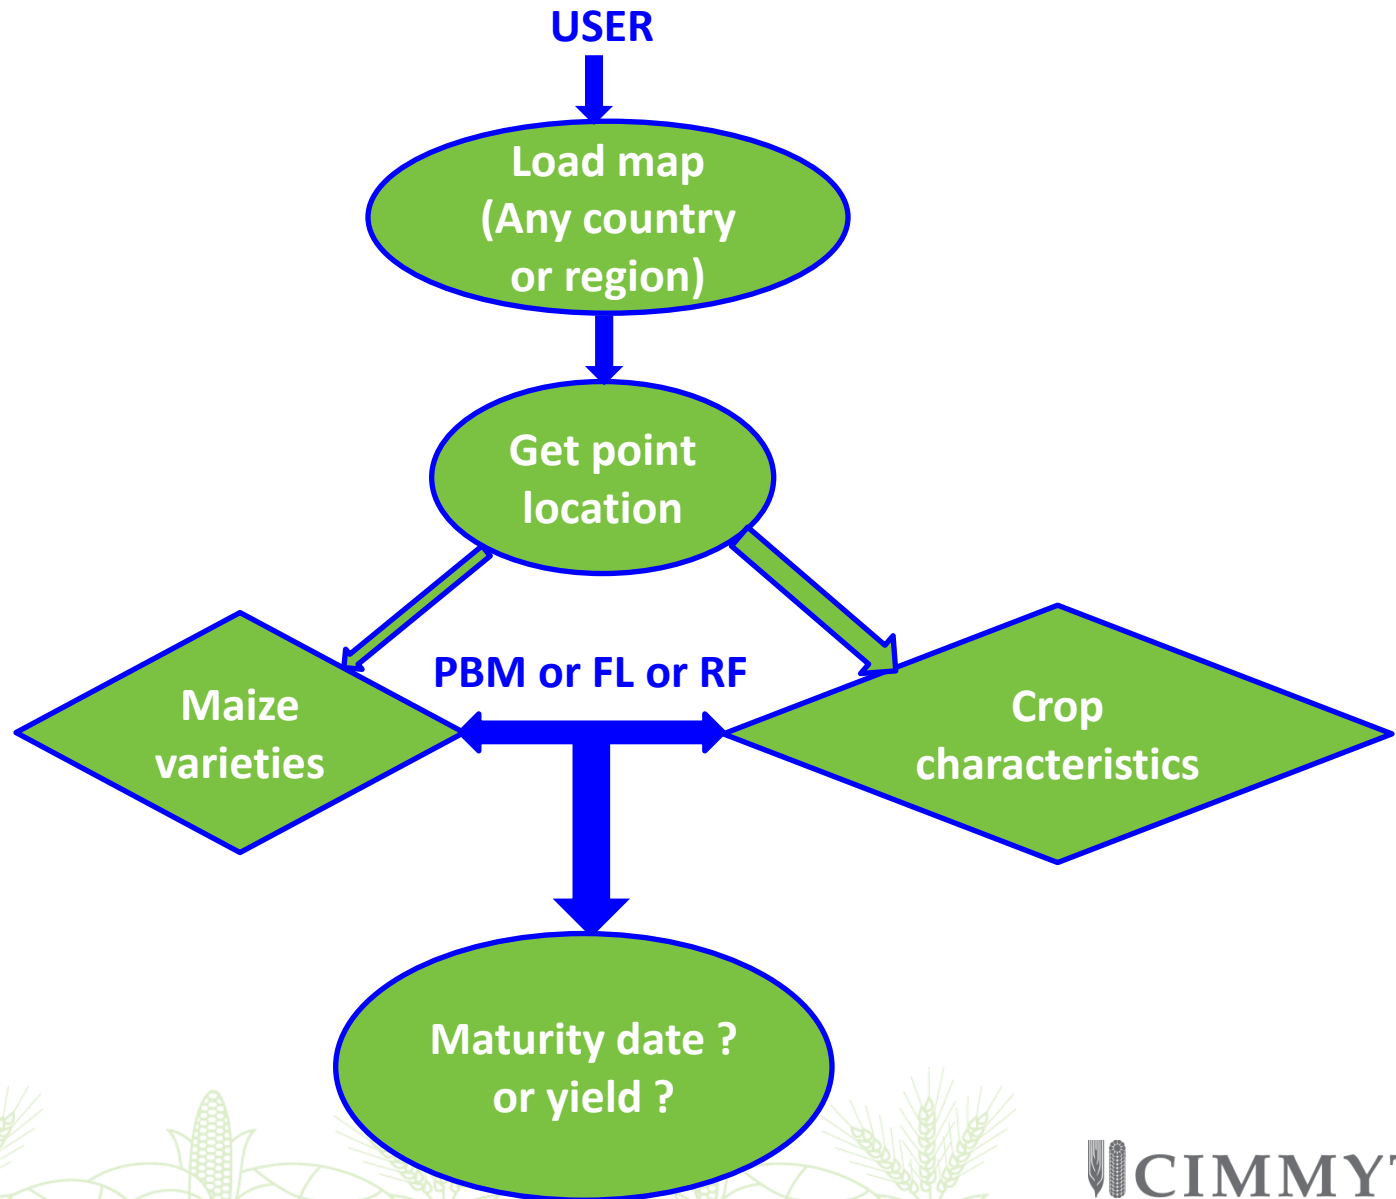 USER
Load map
(Any country
or region)
Get point
location
PBM or FL or RF
Maize
varieties
Crop
characteristics
Maturity date ?
or yield ?
CIMMYT